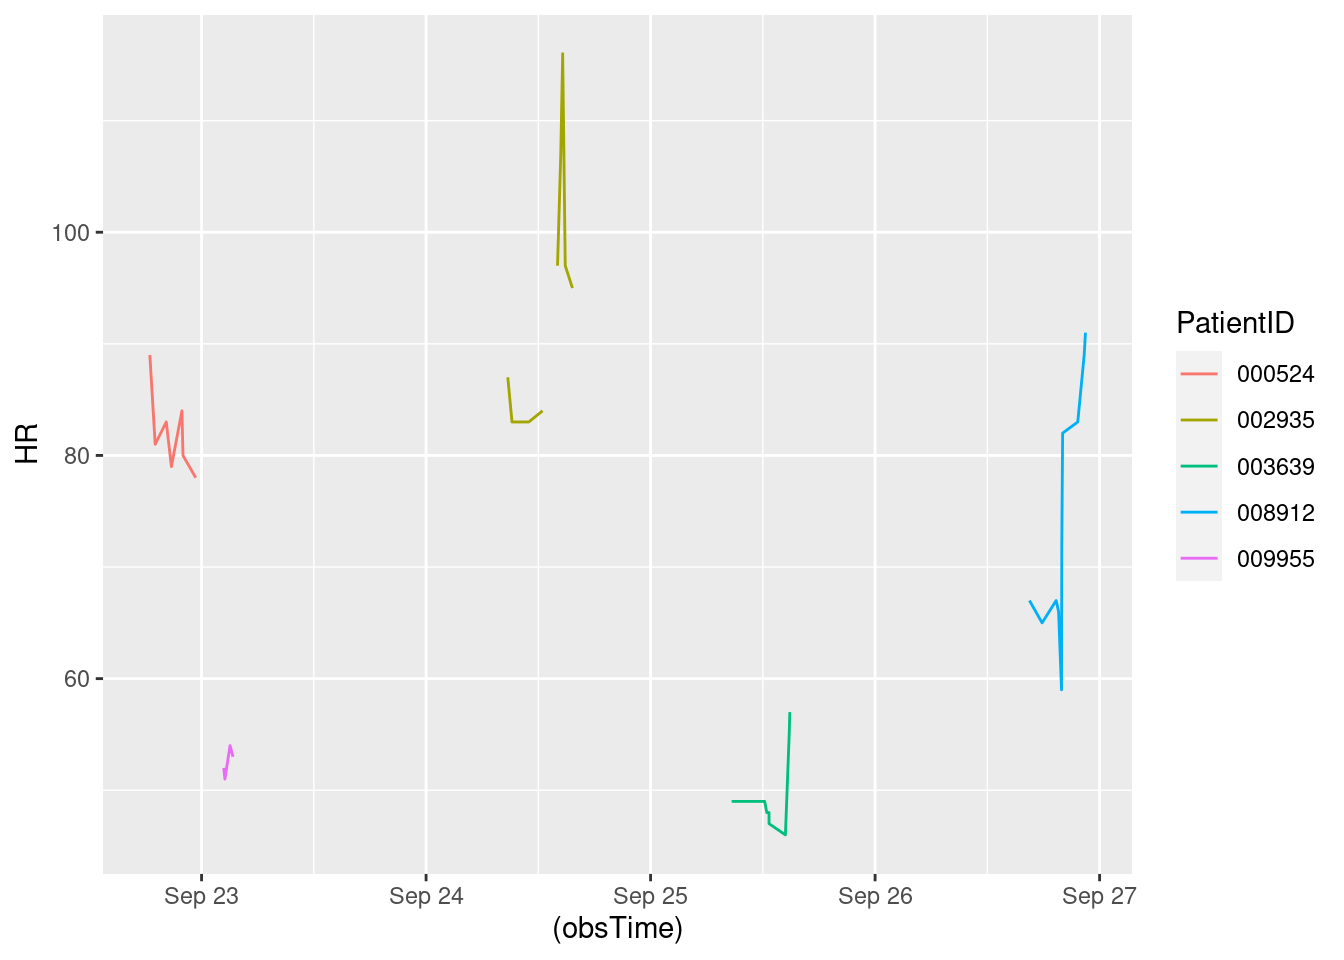 HR
100
80
60
Sep 23
Sep 24
Sep 25
Sep 26
Sep 27
(obsTime)
PatientID
000524
002935
003639
008912
009955